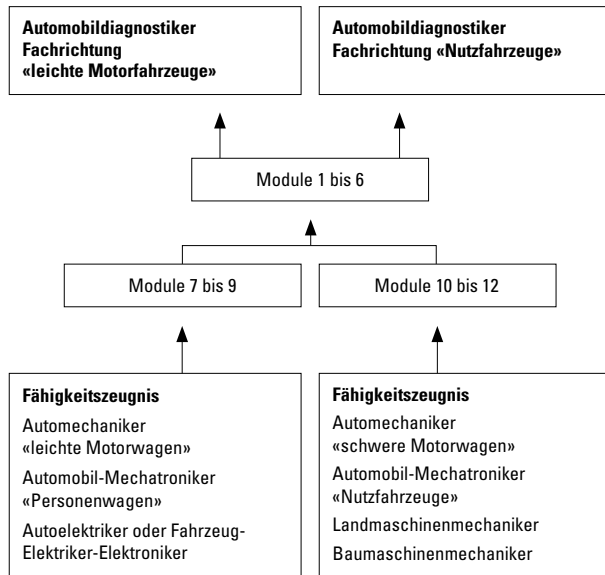 Automobildiagnostiker
Fachrichtung
«leichte Motorfahrzeuge»
Automobildiagnostiker
Fachrichtung «Nutzfahrzeuge»
Module 1 bis 6
Module 7 bis 9
Module 10 bis 12
Fähigkeitszeugnis
Automechaniker
«leichte Motorwagen»
Automobil-Mechatroniker
«Personenwagen»
Autoelektriker oder Fahrzeug-
Elektriker-Elektroniker
Fähigkeitszeugnis
Automechaniker
«schwere Motorwagen»
Automobil-Mechatroniker
«Nutzfahrzeuge»
Landmaschinenmechaniker
Baumaschinenmechaniker